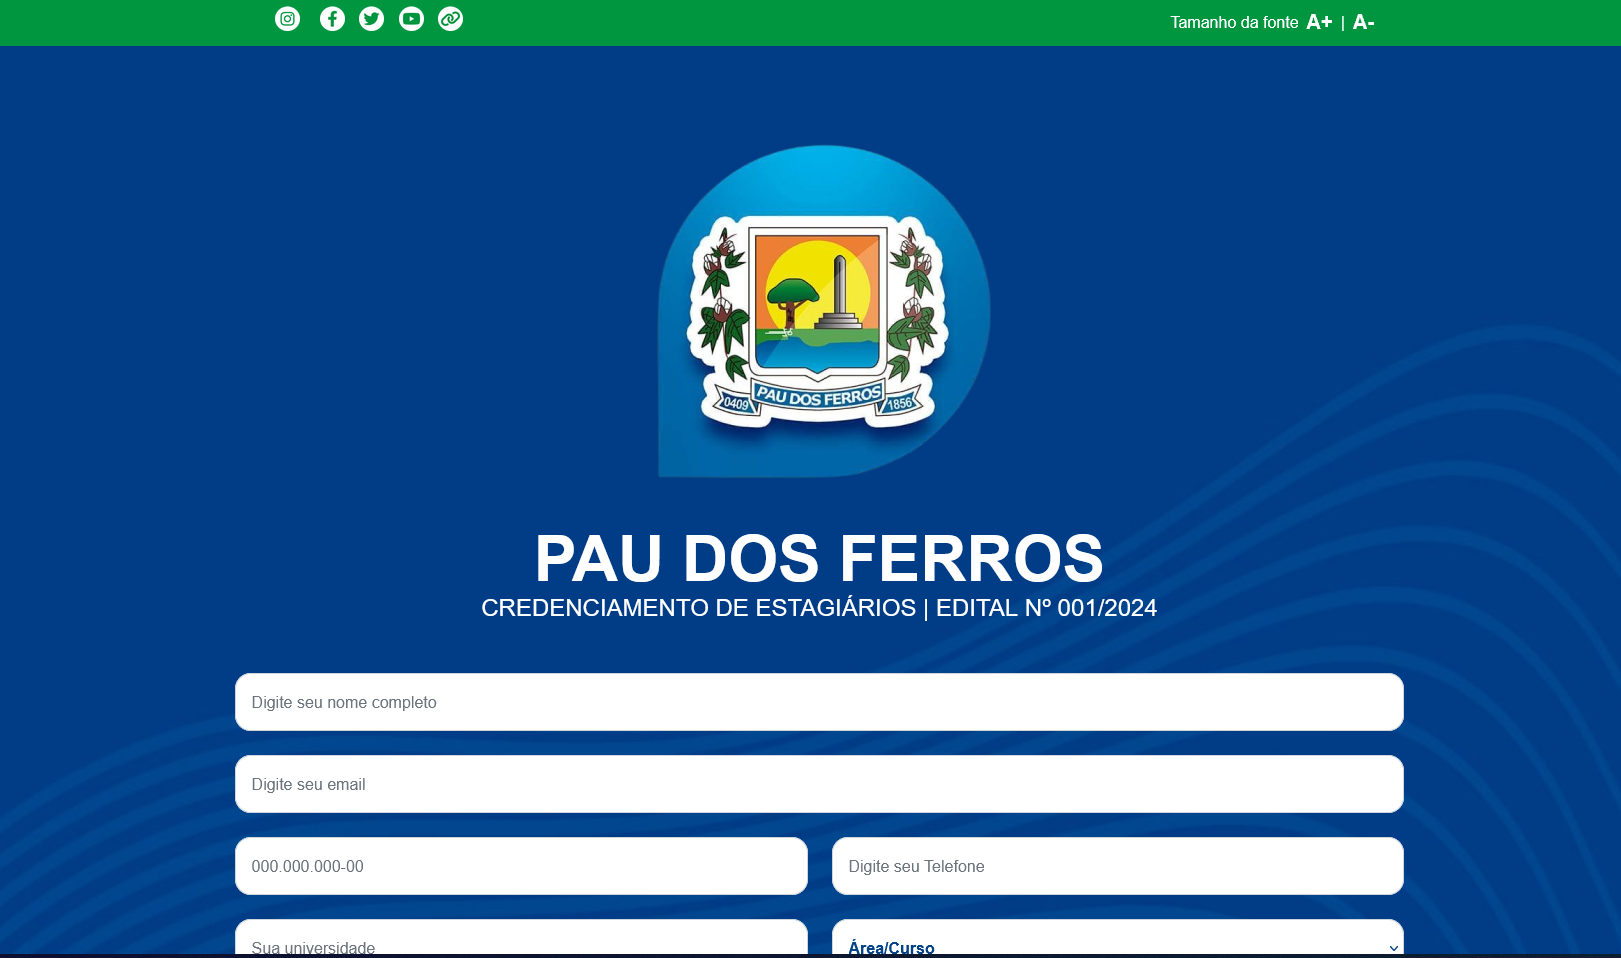 Tamanho da fonte A+ | A-
PAU DOS FERROS
0409
1856
PAU DOS FERROS
CREDENCIAMENTO DE ESTAGIÁRIOS | EDITAL Nº 001/2024
Digite seu nome completo
Digite seu email
000.000.000-00
Digite seu Telefone
Sua universidade
Área/Curso